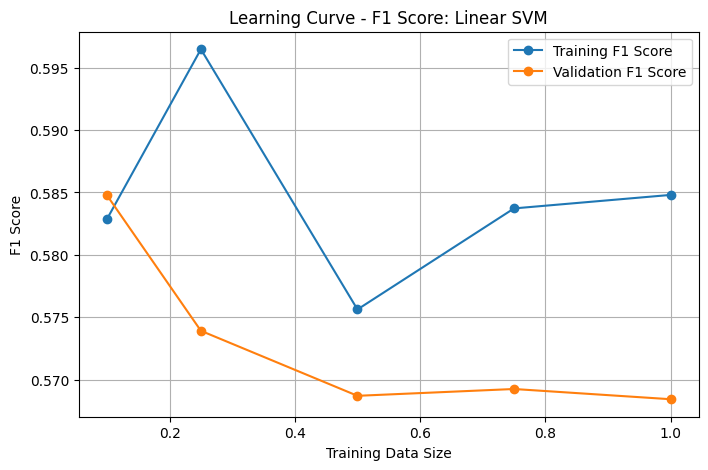 Learning Curve - F1 Score: Linear SVM
Training F1 Score
Validation F1 Score
F1 Score
0.595
0.590
0.585
0.580
0.575
0.570
0.2
0.4
0.6
0.8
1.0
Training Data Size